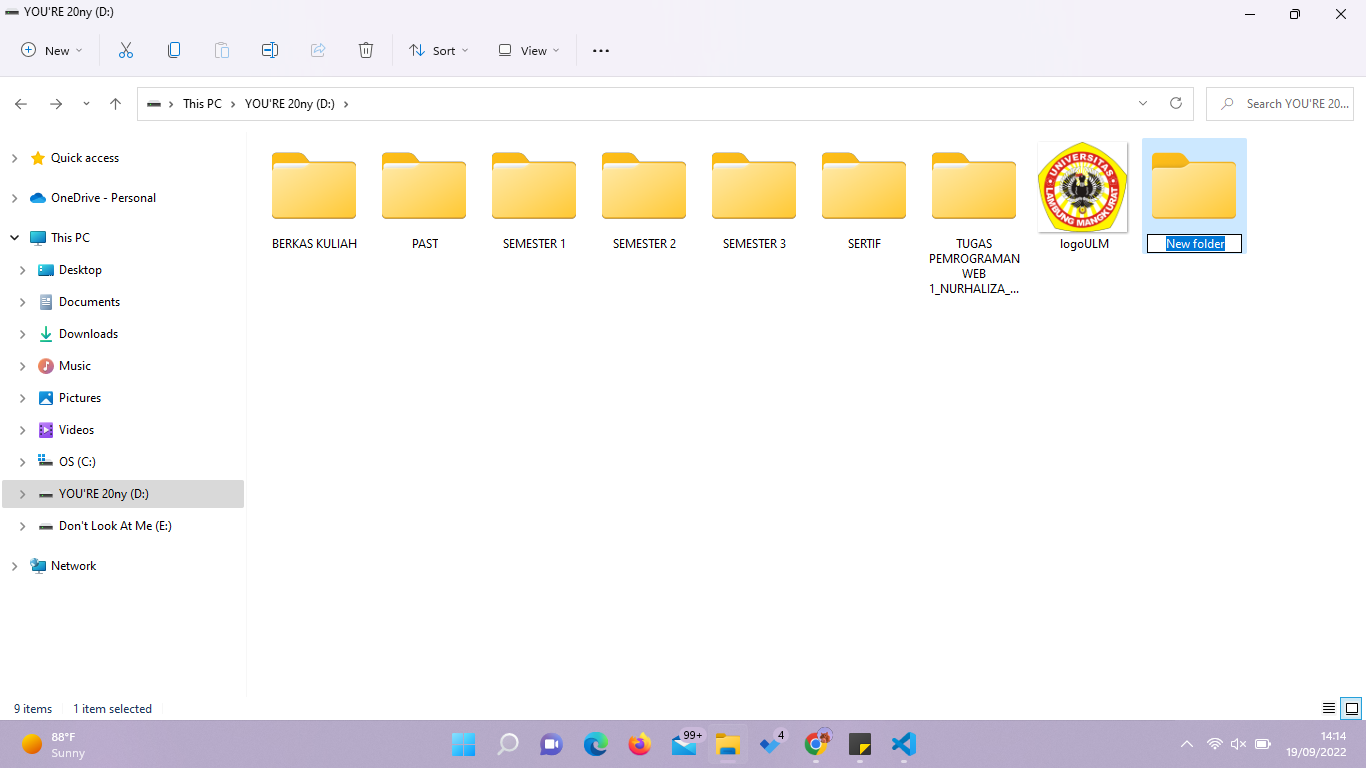 YOU'RE 20ny (D:)
New
Sort
View
This PC
YOU'RE 20ny (D:)
Search YOU'RE 20...
Quick access
OneDrive - Personal
This PC
Desktop
Documents
Downloads
Music
Pictures
Videos
OS (C:)
YOU'RE 20ny (D:)
Don't Look At Me (E:)
Network
BERKAS KULIAH
PAST
SEMESTER 1
SEMESTER 2
SEMESTER 3
SERTIF
TUGAS
PEMROGRAMAN
WEB
1_NURHALIZA_...
UNIVERSITAS
LAMBUNG MANGKURAT
logoULM
New folder
9 items
1 item selected
88°F
Sunny
99+
4
14:14
19/09/2022